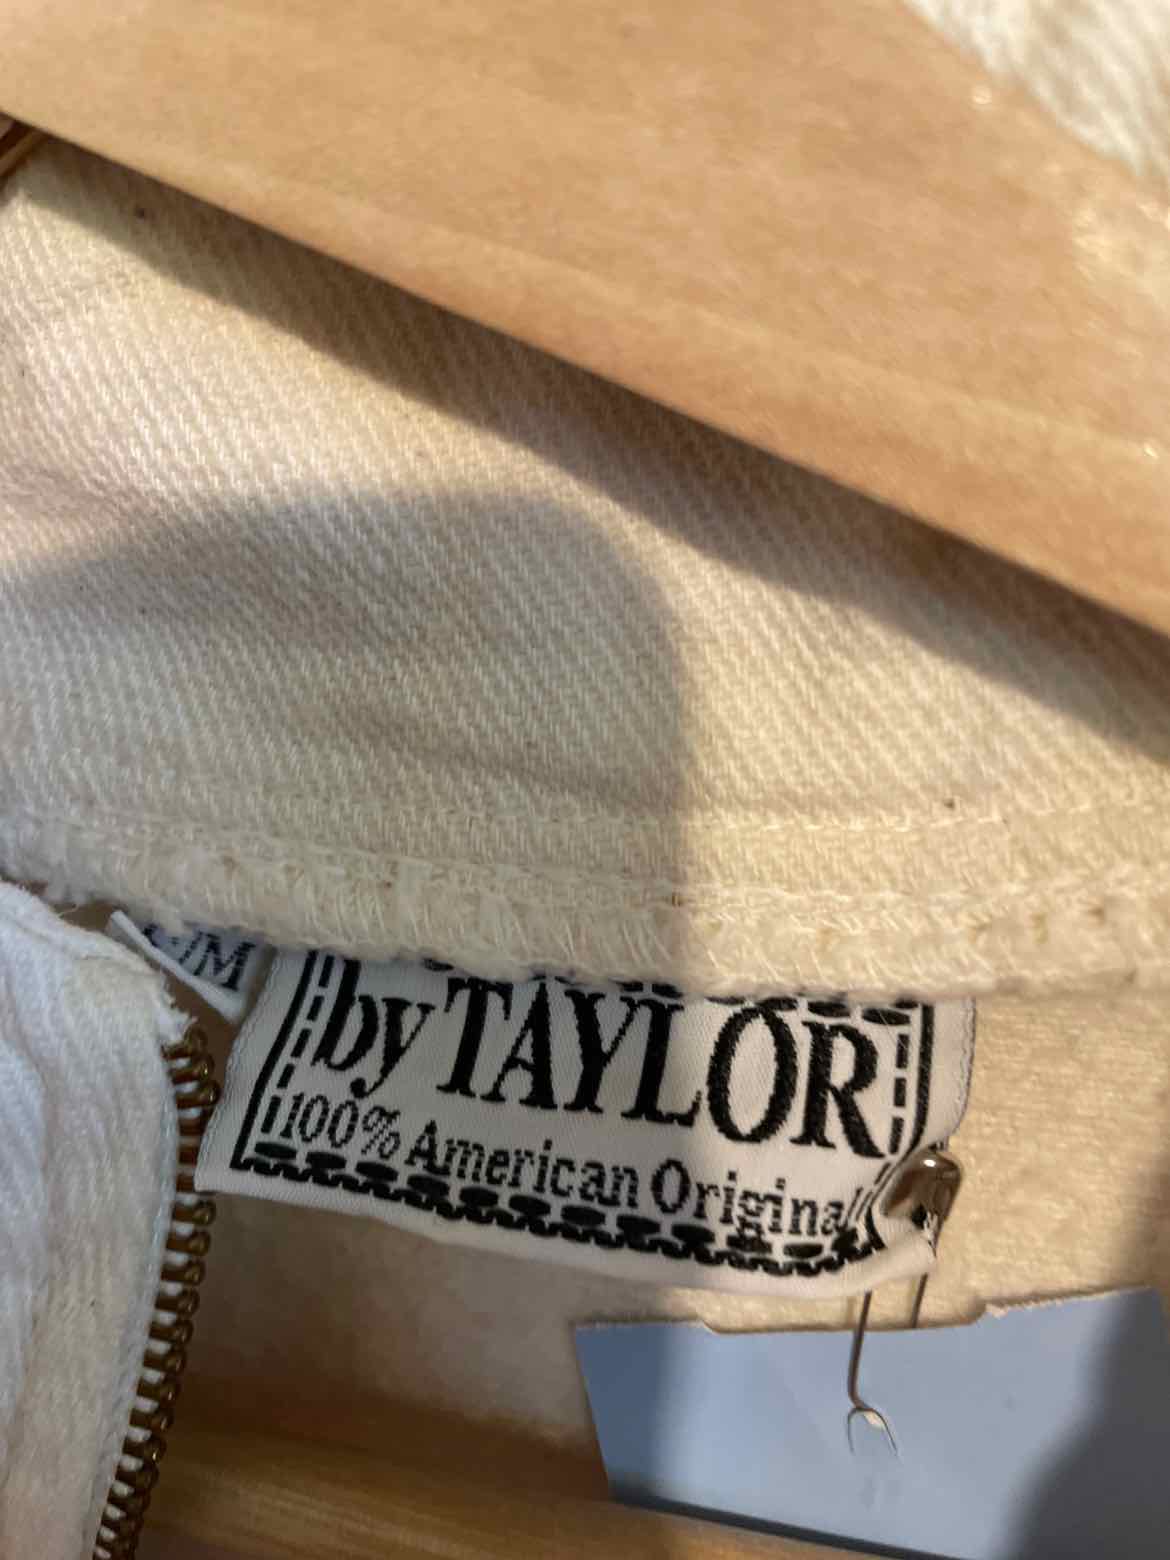 /M
by TAYLOR
100% American Original